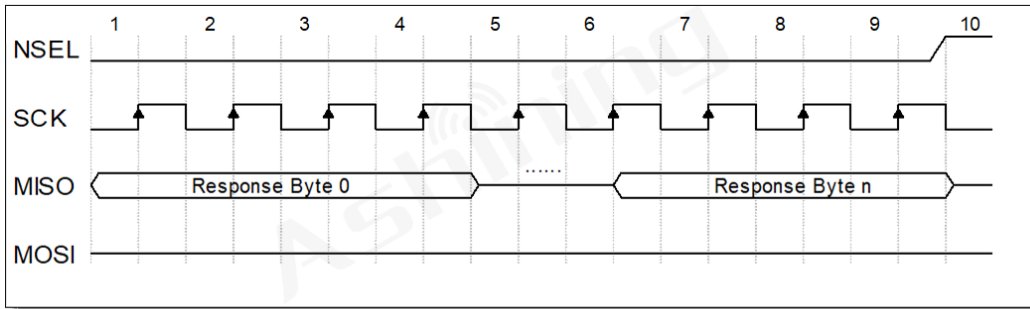 1 2 3 4 5 6 7 8 9 10
NSEL
SCK
MISO Response Byte 0 ...... Response Byte n
MOSI
Ashining